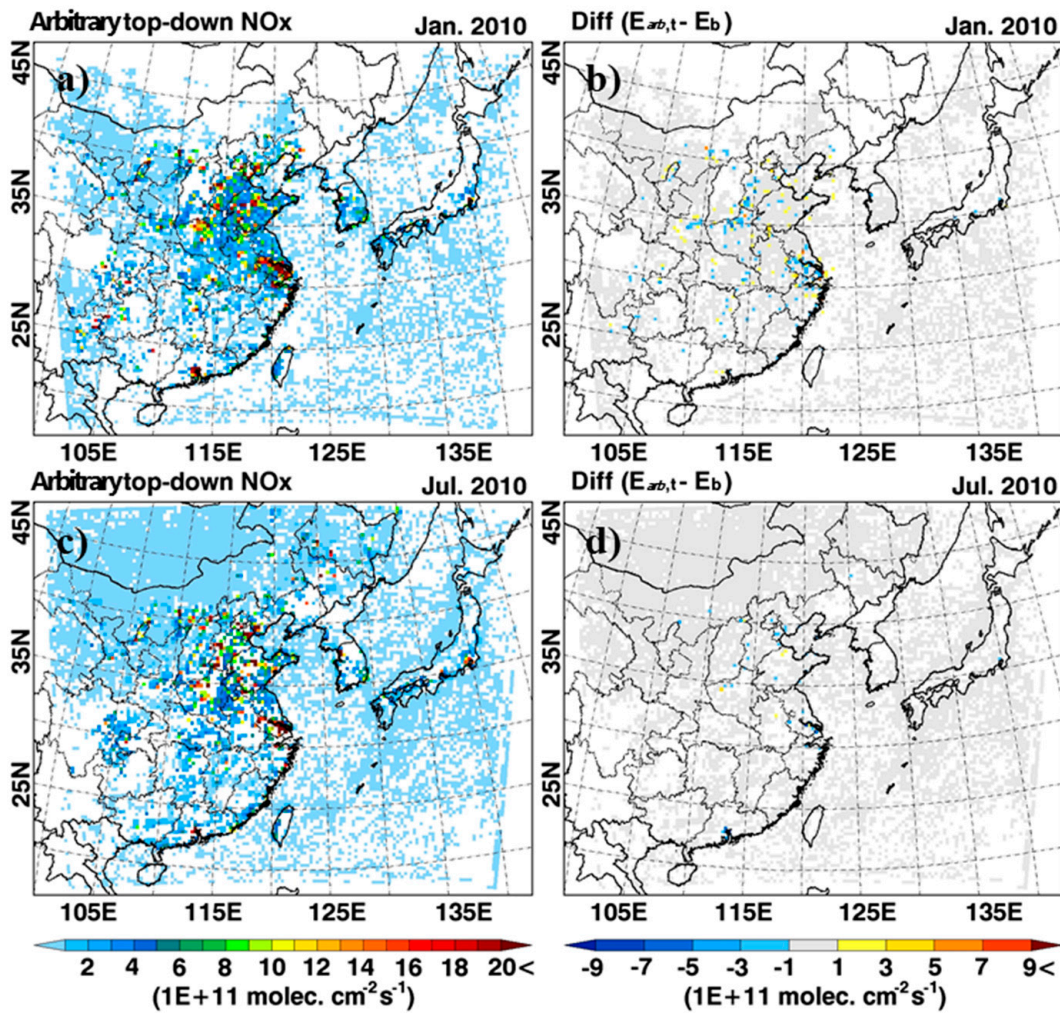 Arbitrary top-down NOx Jan. 2010
Diff (E arb,t - Eb) Jan. 2010
a)
b)
45N
35N
25N
45N
35N
25N
105E 115E 125E 135E
105E 115E 125E 135E
Arbitrary top-down NOx Jul. 2010
Diff (E arb,t - Eb) Jul. 2010
c)
d)
45N
35N
25N
45N
35N
25N
105E 115E 125E 135E
105E 115E 125E 135E
2 4 6 8 10 12 14 16 18 20<
-9 -7 -5 -3 -1 1 3 5 7 9<
(1E+11 molec. cm⁻²s⁻¹)
(1E+11 molec. cm⁻²s⁻¹)